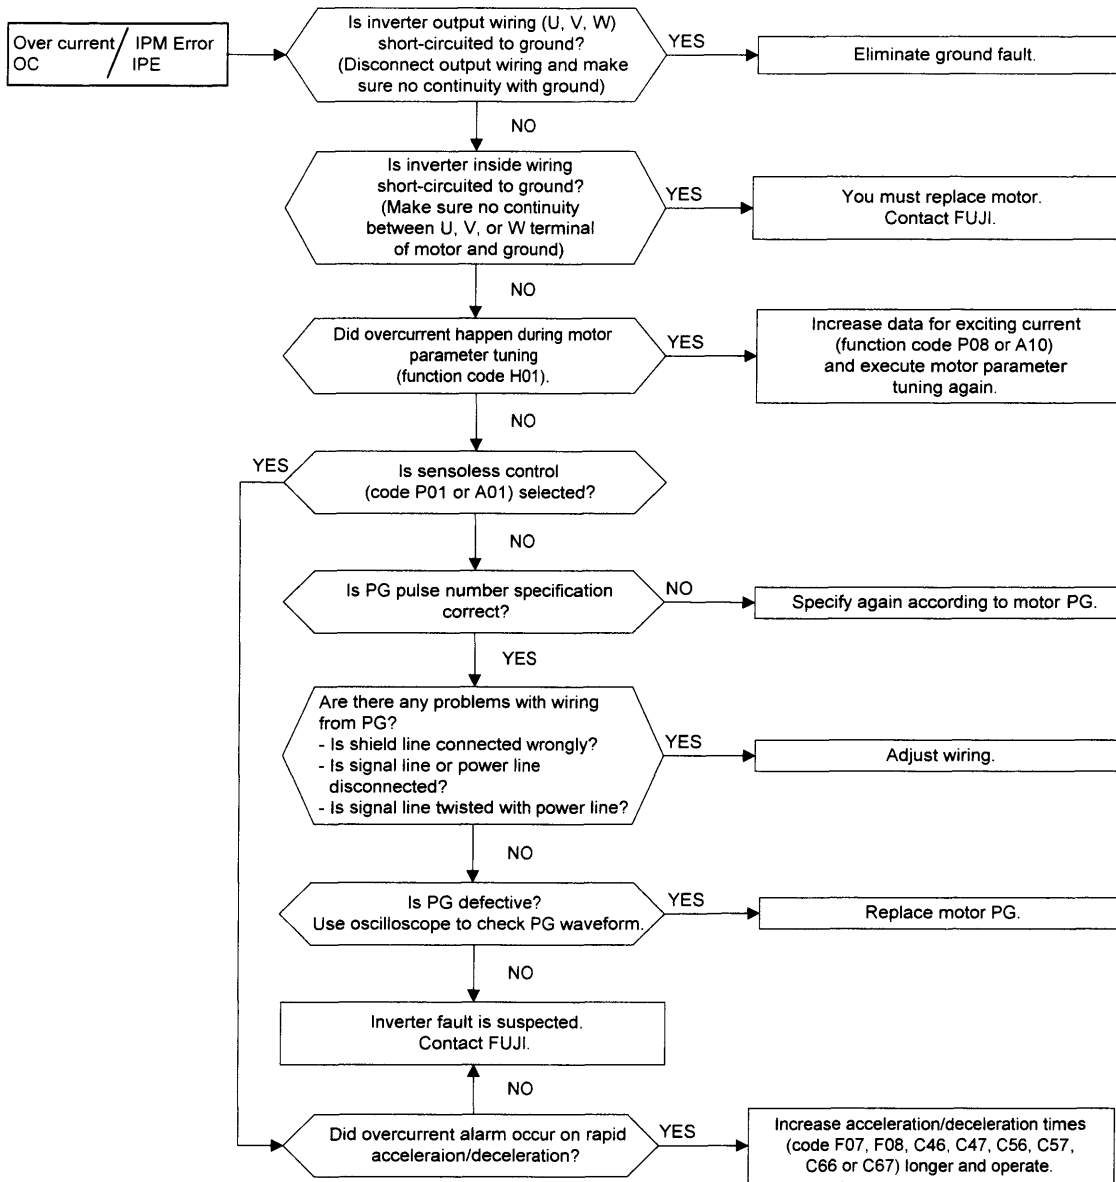 Over current / IPM Error
OC IPE
Is inverter output wiring (U, V, W)
short-circuited to ground?
(Disconnect output wiring and make
sure no continuity with ground)
YES
Eliminate ground fault.
NO
Is inverter inside wiring
short-circuited to ground?
(Make sure no continuity
between U, V, or W terminal
of motor and ground)
YES
You must replace motor.
Contact FUJI.
NO
Did overcurrent happen during motor
parameter tuning
(function code H01).
YES
Increase data for exciting current
(function code P08 or A10)
and execute motor parameter
tuning again.
NO
YES
Is sensoless control
(code P01 or A01) selected?
NO
Is PG pulse number specification
correct?
NO
Specify again according to motor PG.
YES
Are there any problems with wiring
from PG?
- Is shield line connected wrongly?
- Is signal line or power line
disconnected?
- Is signal line twisted with power line?
YES
Adjust wiring.
NO
Is PG defective?
Use oscilloscope to check PG waveform.
YES
Replace motor PG.
NO
Inverter fault is suspected.
Contact FUJI.
NO
Did overcurrent alarm occur on rapid
acceleraion/deceleration?
YES
Increase acceleration/deceleration times
(code F07, F08, C46, C47, C56, C57,
C66 or C67) longer and operate.